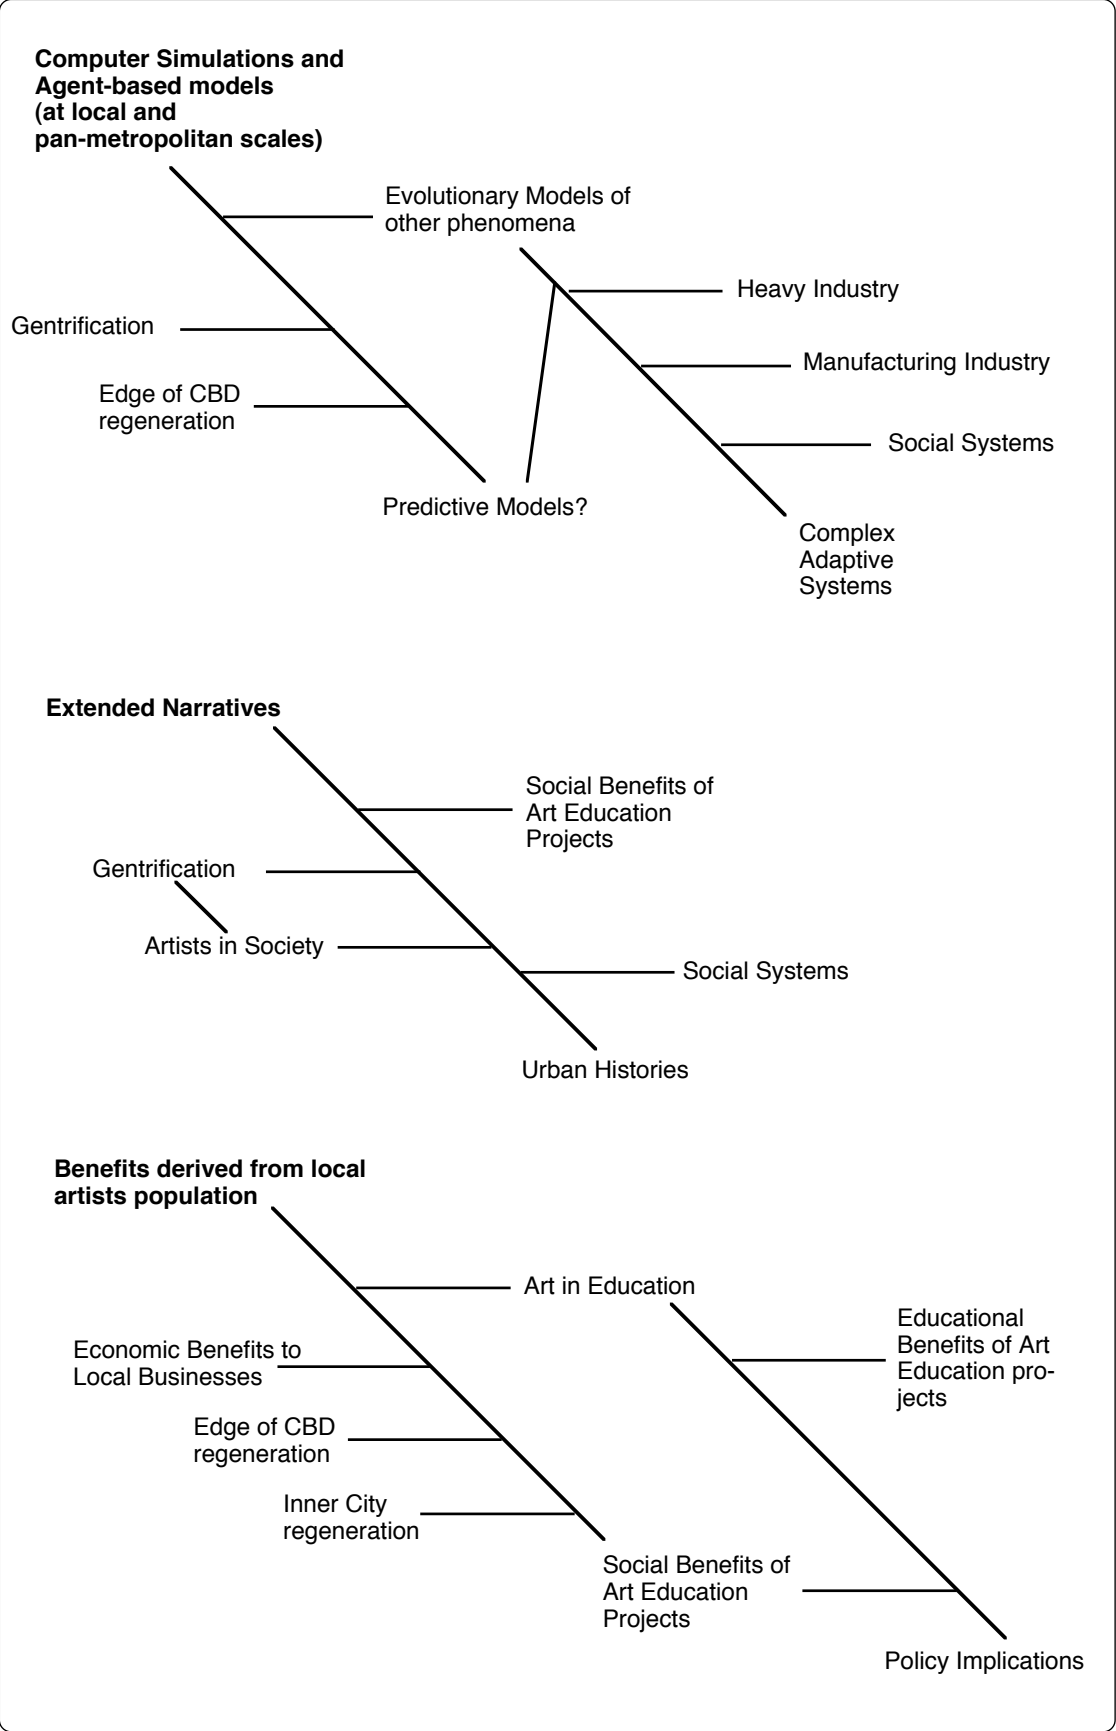 Computer Simulations and
Agent-based models
(at local and
pan-metropolitan scales)
Evolutionary Models of
other phenomena
Heavy Industry
Gentrification
Manufacturing Industry
Edge of CBD
regeneration
Social Systems
Predictive Models?
Complex
Adaptive
Systems
Extended Narratives
Social Benefits of
Art Education
Projects
Gentrification
Artists in Society
Social Systems
Urban Histories
Benefits derived from local
artists population
Art in Education
Educational
Benefits of Art
Education pro-
jects
Economic Benefits to
Local Businesses
Edge of CBD
regeneration
Inner City
regeneration
Social Benefits of
Art Education
Projects
Policy Implications